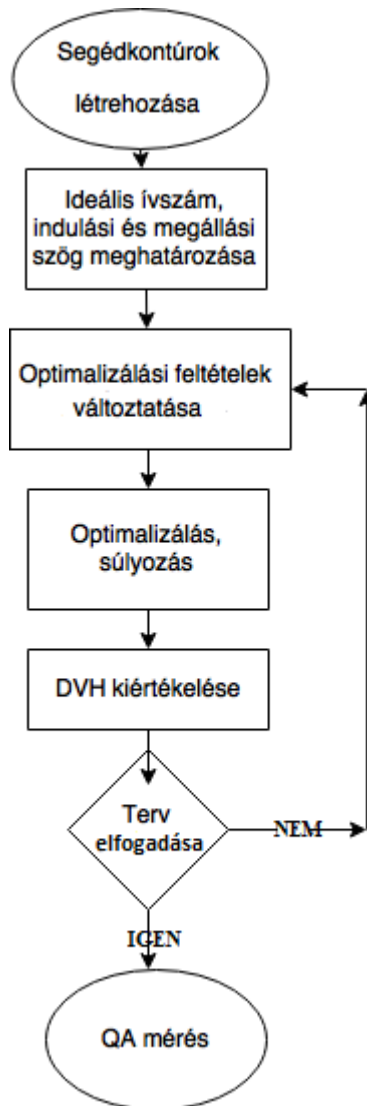 Segédkontúrok
létrehozása
Ideális ívszám,
indulási és megállási
szög meghatározása
Optimalizálási feltételek
változtatása
Optimalizálás,
súlyozás
DVH kiértékelése
Terv
elfogadása
NEM
IGEN
QA mérés